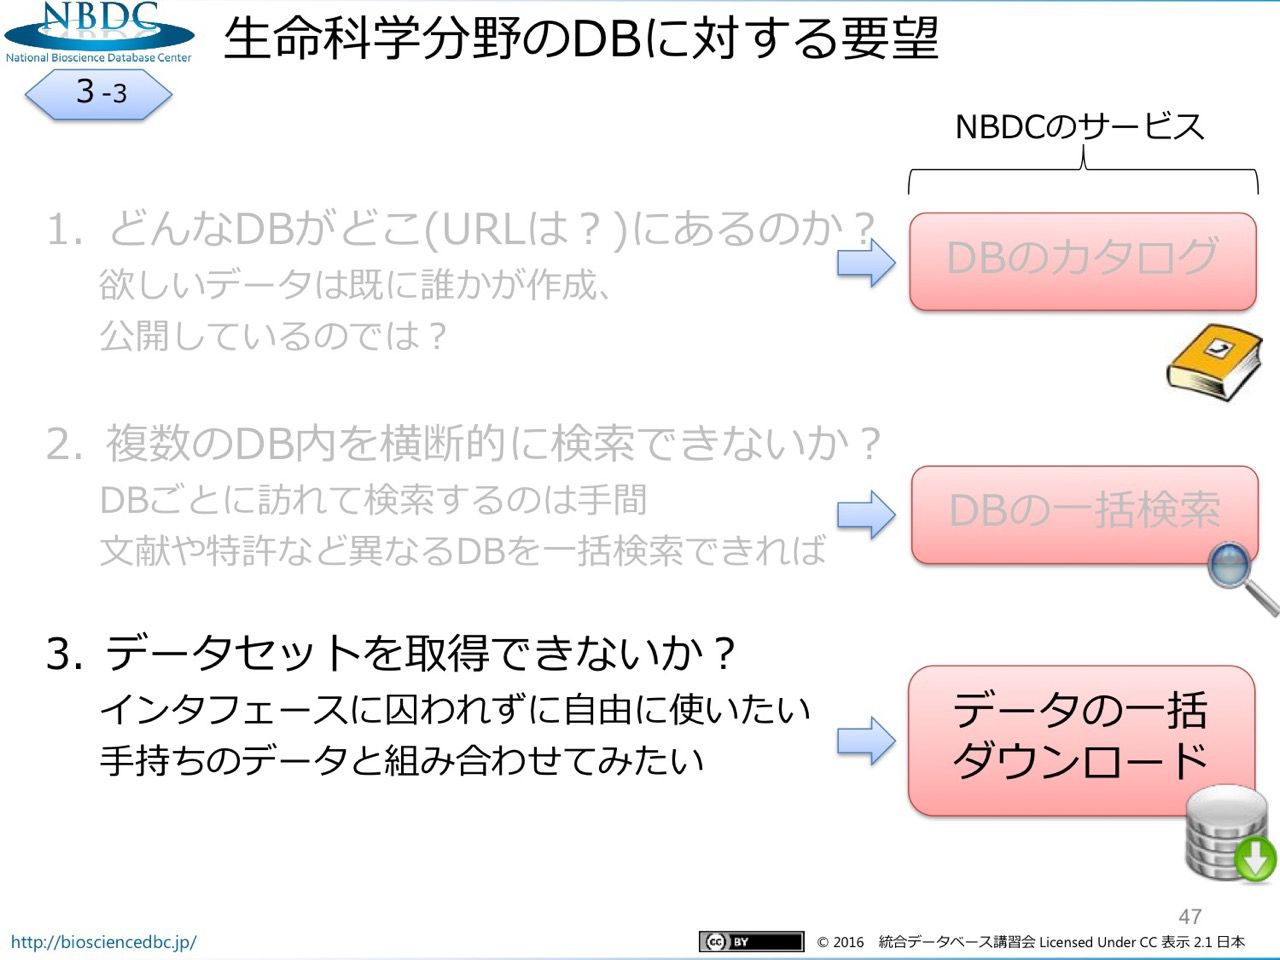 NBDC
National Bioscience Database Center
生命科学分野のDBに対する要望
3-3
NBDCのサービス
1. どんなDBがどこ(URLは？)にあるのか？
欲しいデータは既に誰かが作成、
公開しているのでは？
DBのカタログ
2. 複数のDB内を横断的に検索できないか？
DBごとに訪れて検索するのは手間
文献や特許など異なるDBを一括検索できれば
DBの一括検索
3. データセットを取得できないか？
インタフェースに囚われずに自由に使いたい
手持ちのデータと組み合わせてみたい
データの一括
ダウンロード
47
http://biosciencedbc.jp/
cc BY
© 2016 統合データベース講習会 Licensed Under CC 表示 2.1 日本